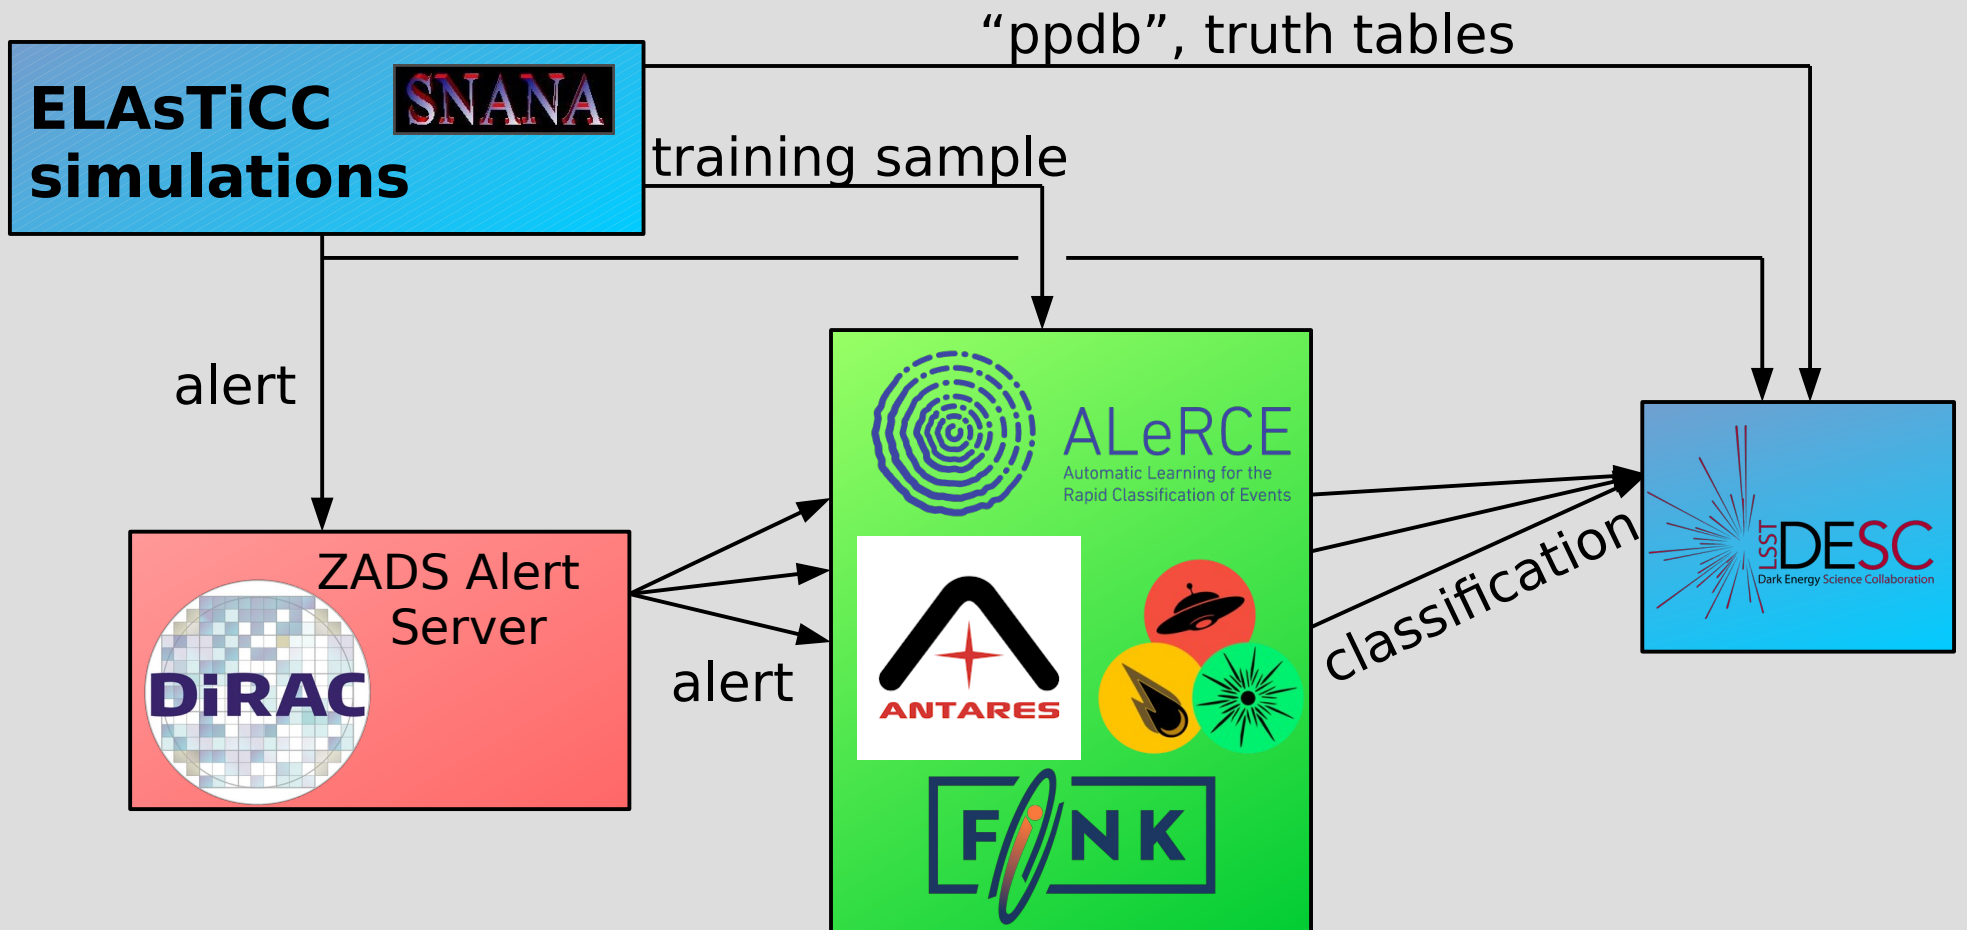 “ppdb”, truth tables
ELAsTiCC
simulations
SNANA
training sample
alert
ZADS Alert
Server
DiRAC
alert
ALeRCE
Automatic Learning for the
Rapid Classification of Events
ANTARES
FINK
classification
LSST
DESC
Dark Energy Science Collaboration